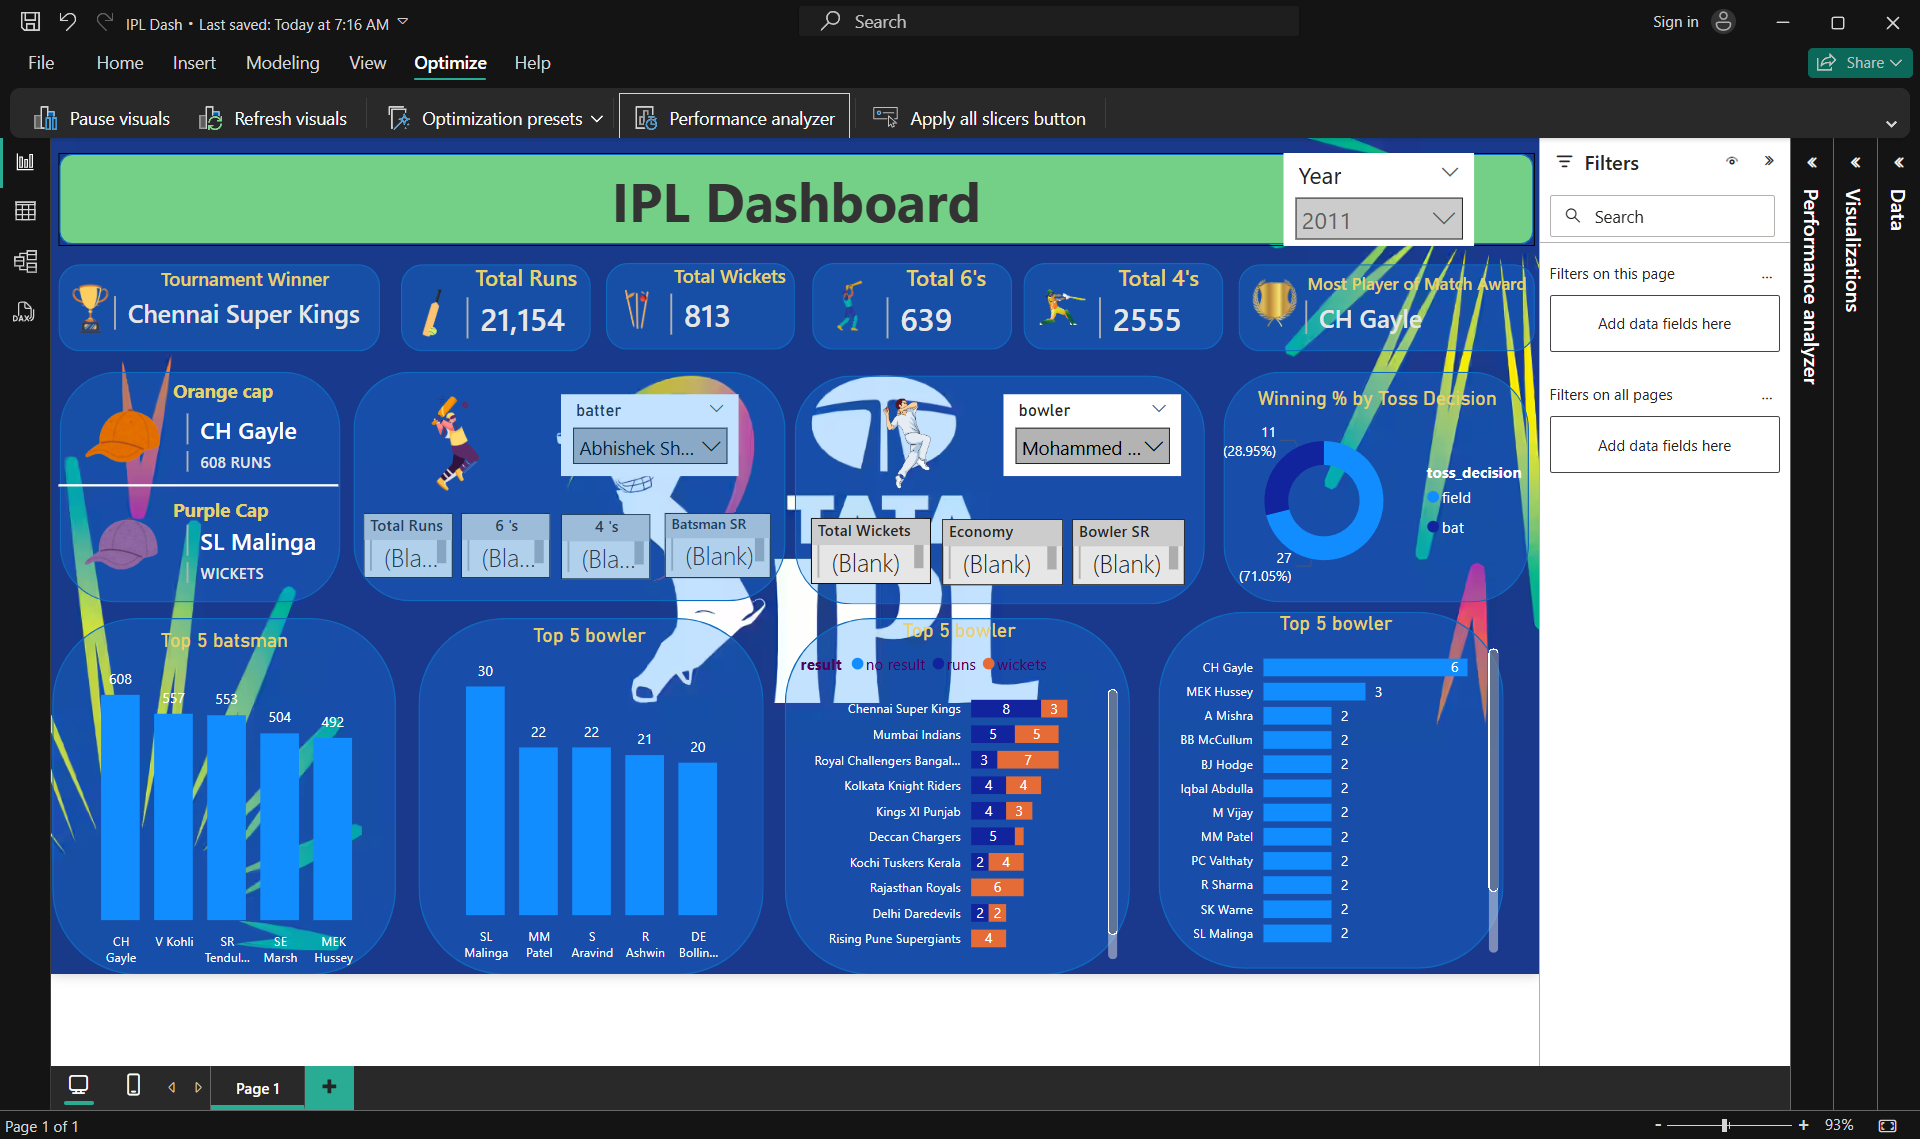 IPL Dash • Last saved: Today at 7:16 AM
Search
Sign in
File
Home
Insert
Modeling
View
Optimize
Help
Share
Pause visuals
Refresh visuals
Optimization presets
Performance analyzer
Apply all slicers button
DAX
IPL Dashboard
Year
2011
Tournament Winner
Chennai Super Kings
Total Runs
21,154
Total Wickets
813
Total 6's
639
Total 4's
2555
Most Player of Match Award
CH Gayle
Orange cap
CH Gayle
608 RUNS
Purple Cap
SL Malinga
WICKETS
batter
Abhishek Sh...
Total Runs
(Bla...
6 's
(Bla...
4 's
(Bla...
Batsman SR
(Blank)
bowler
Mohammed ...
Total Wickets
(Blank)
Economy
(Blank)
Bowler SR
(Blank)
TATA
IPL
Winning % by Toss Decision
11
(28.95%)
27
(71.05%)
toss_decision
field
bat
Top 5 batsman
608
557
553
504
492
CH Gayle
V Kohli
SR Tendul...
SE Marsh
MEK Hussey
Top 5 bowler
30
22
22
21
20
SL Malinga
MM Patel
S Aravind
R Ashwin
DE Bollin...
Top 5 bowler
result no result runs wickets
Chennai Super Kings 8 3
Mumbai Indians 5 5
Royal Challengers Bangal... 3 7
Kolkata Knight Riders 4 4
Kings XI Punjab 4 3
Deccan Chargers 5
Kochi Tuskers Kerala 2 4
Rajasthan Royals 6
Delhi Daredevils 2 2
Rising Pune Supergiants 4
Top 5 bowler
CH Gayle 6
MEK Hussey 3
A Mishra 2
BB McCullum 2
BJ Hodge 2
Iqbal Abdulla 2
M Vijay 2
MM Patel 2
PC Valthaty 2
R Sharma 2
SK Warne 2
SL Malinga 2
Filters
Search
Filters on this page
...
Add data fields here
Filters on all pages
...
Add data fields here
Performance analyzer
Visualizations
Data
Page 1
+
Page 1 of 1
- + 93%